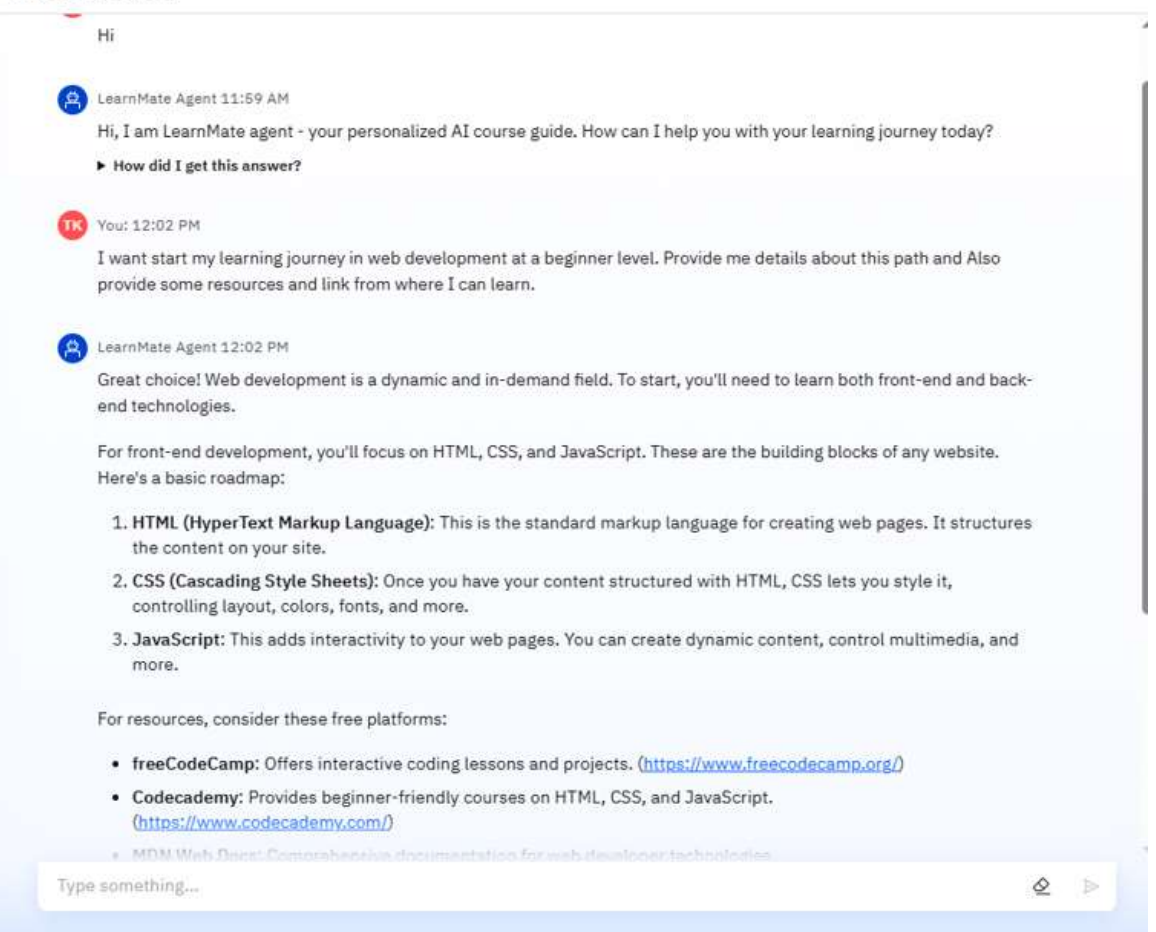 Hi
LearnMate Agent 11:59 AM
Hi, I am LearnMate agent - your personalized AI course guide. How can I help you with your learning journey today?
▶ How did I get this answer?
TK You: 12:02 PM
I want start my learning journey in web development at a beginner level. Provide me details about this path and Also
provide some resources and link from where I can learn.
LearnMate Agent 12:02 PM
Great choice! Web development is a dynamic and in-demand field. To start, you'll need to learn both front-end and back-
end technologies.
For front-end development, you'll focus on HTML, CSS, and JavaScript. These are the building blocks of any website.
Here's a basic roadmap:
1. HTML (HyperText Markup Language): This is the standard markup language for creating web pages. It structures
the content on your site.
2. CSS (Cascading Style Sheets): Once you have your content structured with HTML, CSS lets you style it,
controlling layout, colors, fonts, and more.
3. JavaScript: This adds interactivity to your web pages. You can create dynamic content, control multimedia, and
more.
For resources, consider these free platforms:
• freeCodeCamp: Offers interactive coding lessons and projects. (https://www.freecodecamp.org/)
• Codecademy: Provides beginner-friendly courses on HTML, CSS, and JavaScript.
(https://www.codecademy.com/)
• MDN Web Docs: Comprehensive documentation for web developer technologies.
Type something...